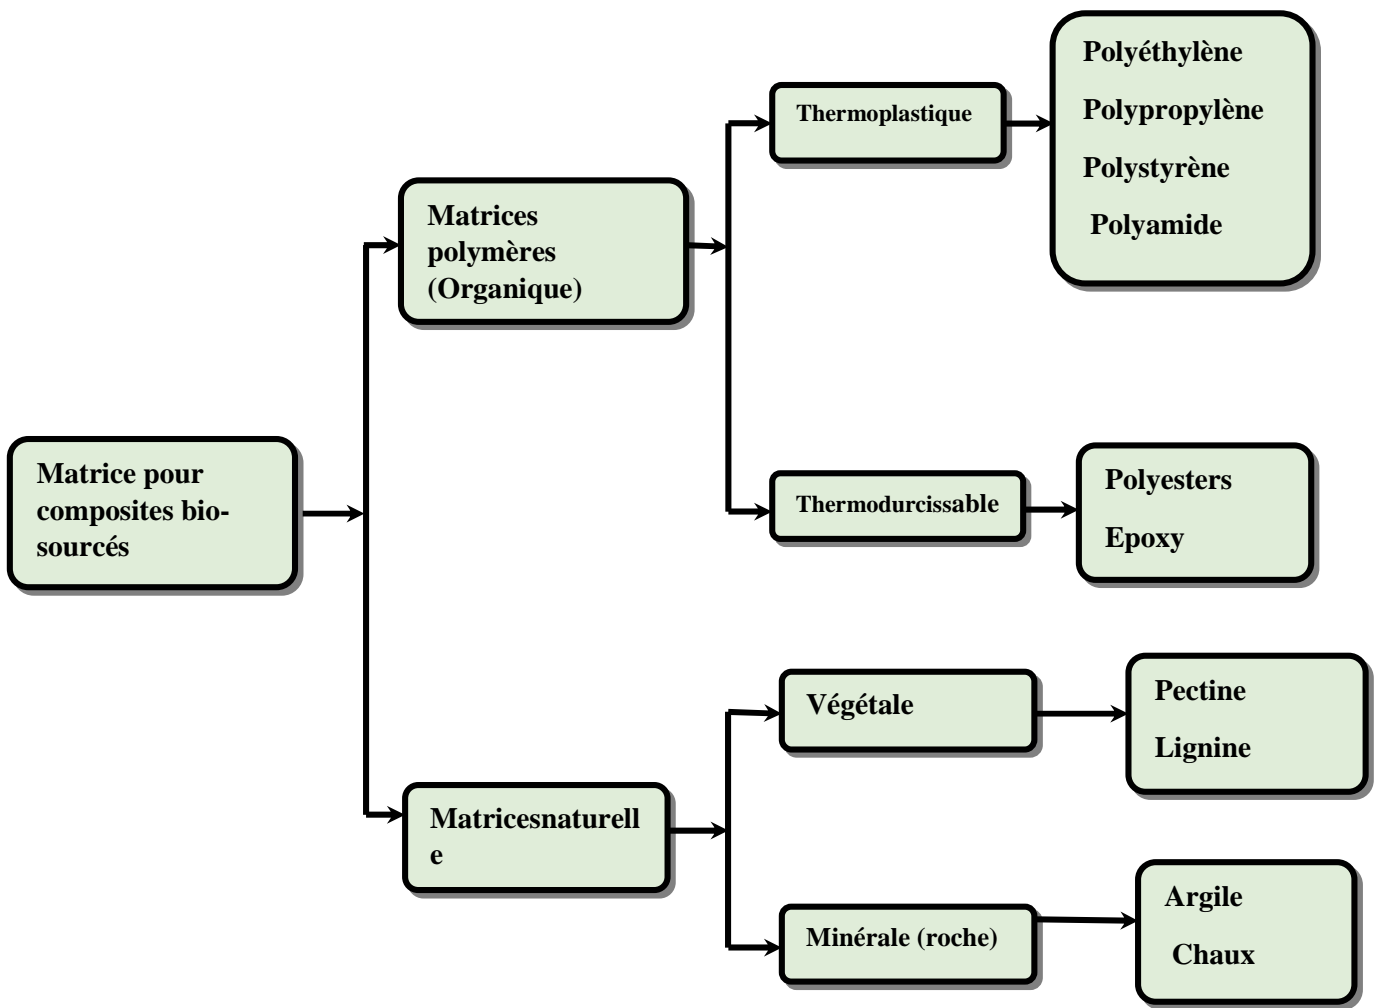 Matrice pour
composites bio-
sourcés
Matrices
polymères
(Organique)
Thermoplastique
Polyéthylène
Polypropylène
Polystyrène
Polyamide
Thermodurcissable
Polyesters
Epoxy
Matricesnaturell
e
Végétale
Pectine
Lignine
Minérale (roche)
Argile
Chaux